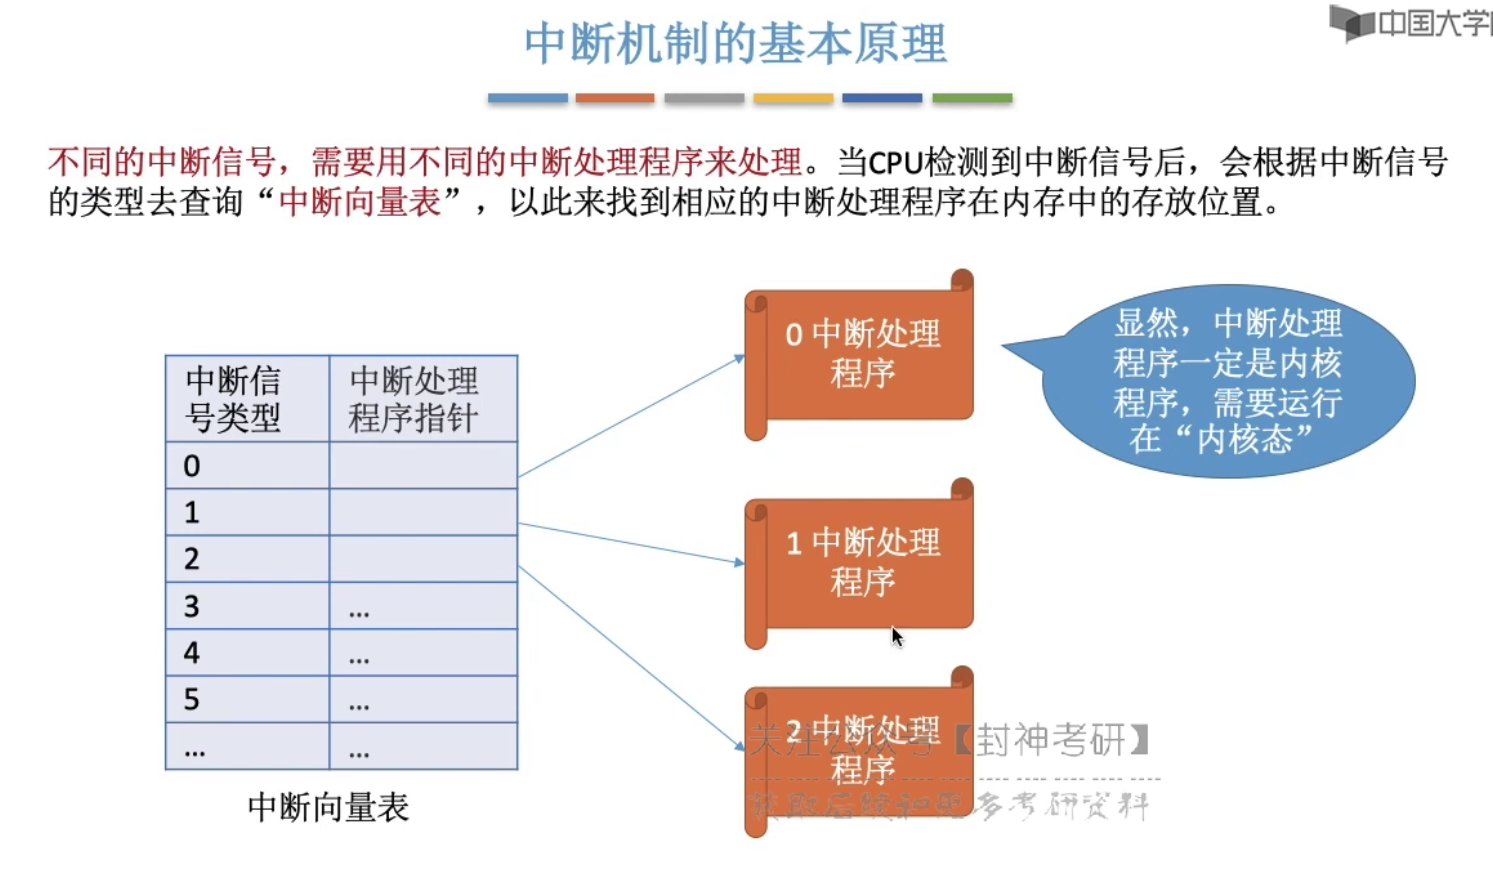 中国大学
中断机制的基本原理
不同的中断信号，需要用不同的中断处理程序来处理。当CPU检测到中断信号后，会根据中断信号
的类型去查询“中断向量表”，以此来找到相应的中断处理程序在内存中的存放位置。
中断信
号类型
中断处理
程序指针
0
1
2
3 ...
4 ...
5 ...
... ...
中断向量表
0 中断处理
程序
1 中断处理
程序
2 中断处理
程序
显然，中断处理
程序一定是内核
程序，需要运行
在“内核态”
关注公众号【封神考研】
获取后续和更多考研资料